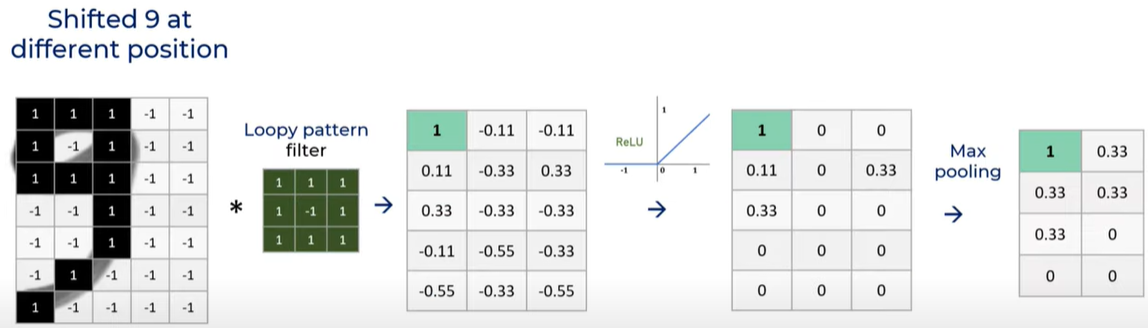 Shifted 9 at
different position
1 1 1 -1 -1
1 -1 1 -1 -1
1 1 1 -1 -1
-1 -1 1 -1 -1
-1 -1 1 -1 -1
-1 1 -1 -1 -1
1 -1 -1 -1 -1
*
Loopy pattern
filter
1 1 1
1 -1 1
1 1 1
→
1 -0.11 -0.11
0.11 -0.33 0.33
0.33 -0.33 -0.33
-0.11 -0.55 -0.33
-0.55 -0.33 -0.55
ReLU
1
-1 0 1
→
1 0 0
0.11 0 0.33
0.33 0 0
0 0 0
0 0 0
Max
pooling
→
1 0.33
0.33 0.33
0.33 0
0 0